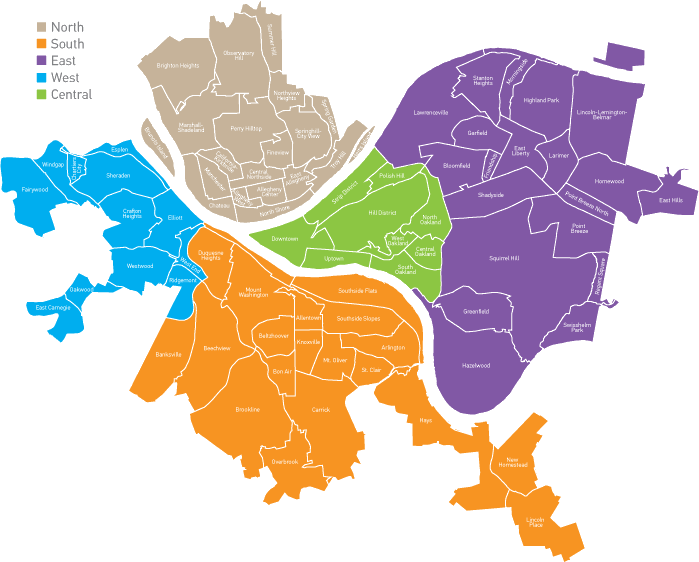 North
South
East
West
Central
Summer Hill
Observatory
Hill
Brighton Heights
Northview
Heights
Spring Garden
Marshall-
Shadeland
Perry Hilltop
Springhill-
City View
Fineview
Brunots Island
Troy Hill
Manchester
Central
Northside
East
Allegheny
Allegheny
Center
Chateau
North Shore
Stanton
Heights
Morningside
Highland Park
Lincoln-Lemington-
Belmar
Lawrenceville
Garfield
East
Liberty
Larimer
Bloomfield
Friendship
Homewood
Shadyside
Point Breeze North
East Hills
Point
Breeze
Squirrel Hill
Regent Square
Greenfield
Swisshelm
Park
Hazelwood
Polish Hill
Strip District
Hill District
North
Oakland
West
Oakland
Central
Oakland
South
Oakland
Downtown
Uptown
Esplen
Windgap
Chartiers
City
Sheraden
Fairywood
Crafton
Heights
Elliott
West End
Westwood
Ridgemont
Oakwood
East Carnegie
Duquesne
Heights
Mount
Washington
Southside Flats
Allentown
Southside Slopes
Beltzhoover
Knoxville
Arlington
Banksville
Beechview
Mt. Oliver
St. Clair
Bon Air
Brookline
Carrick
Overbrook
Hays
New
Homestead
Lincoln
Place